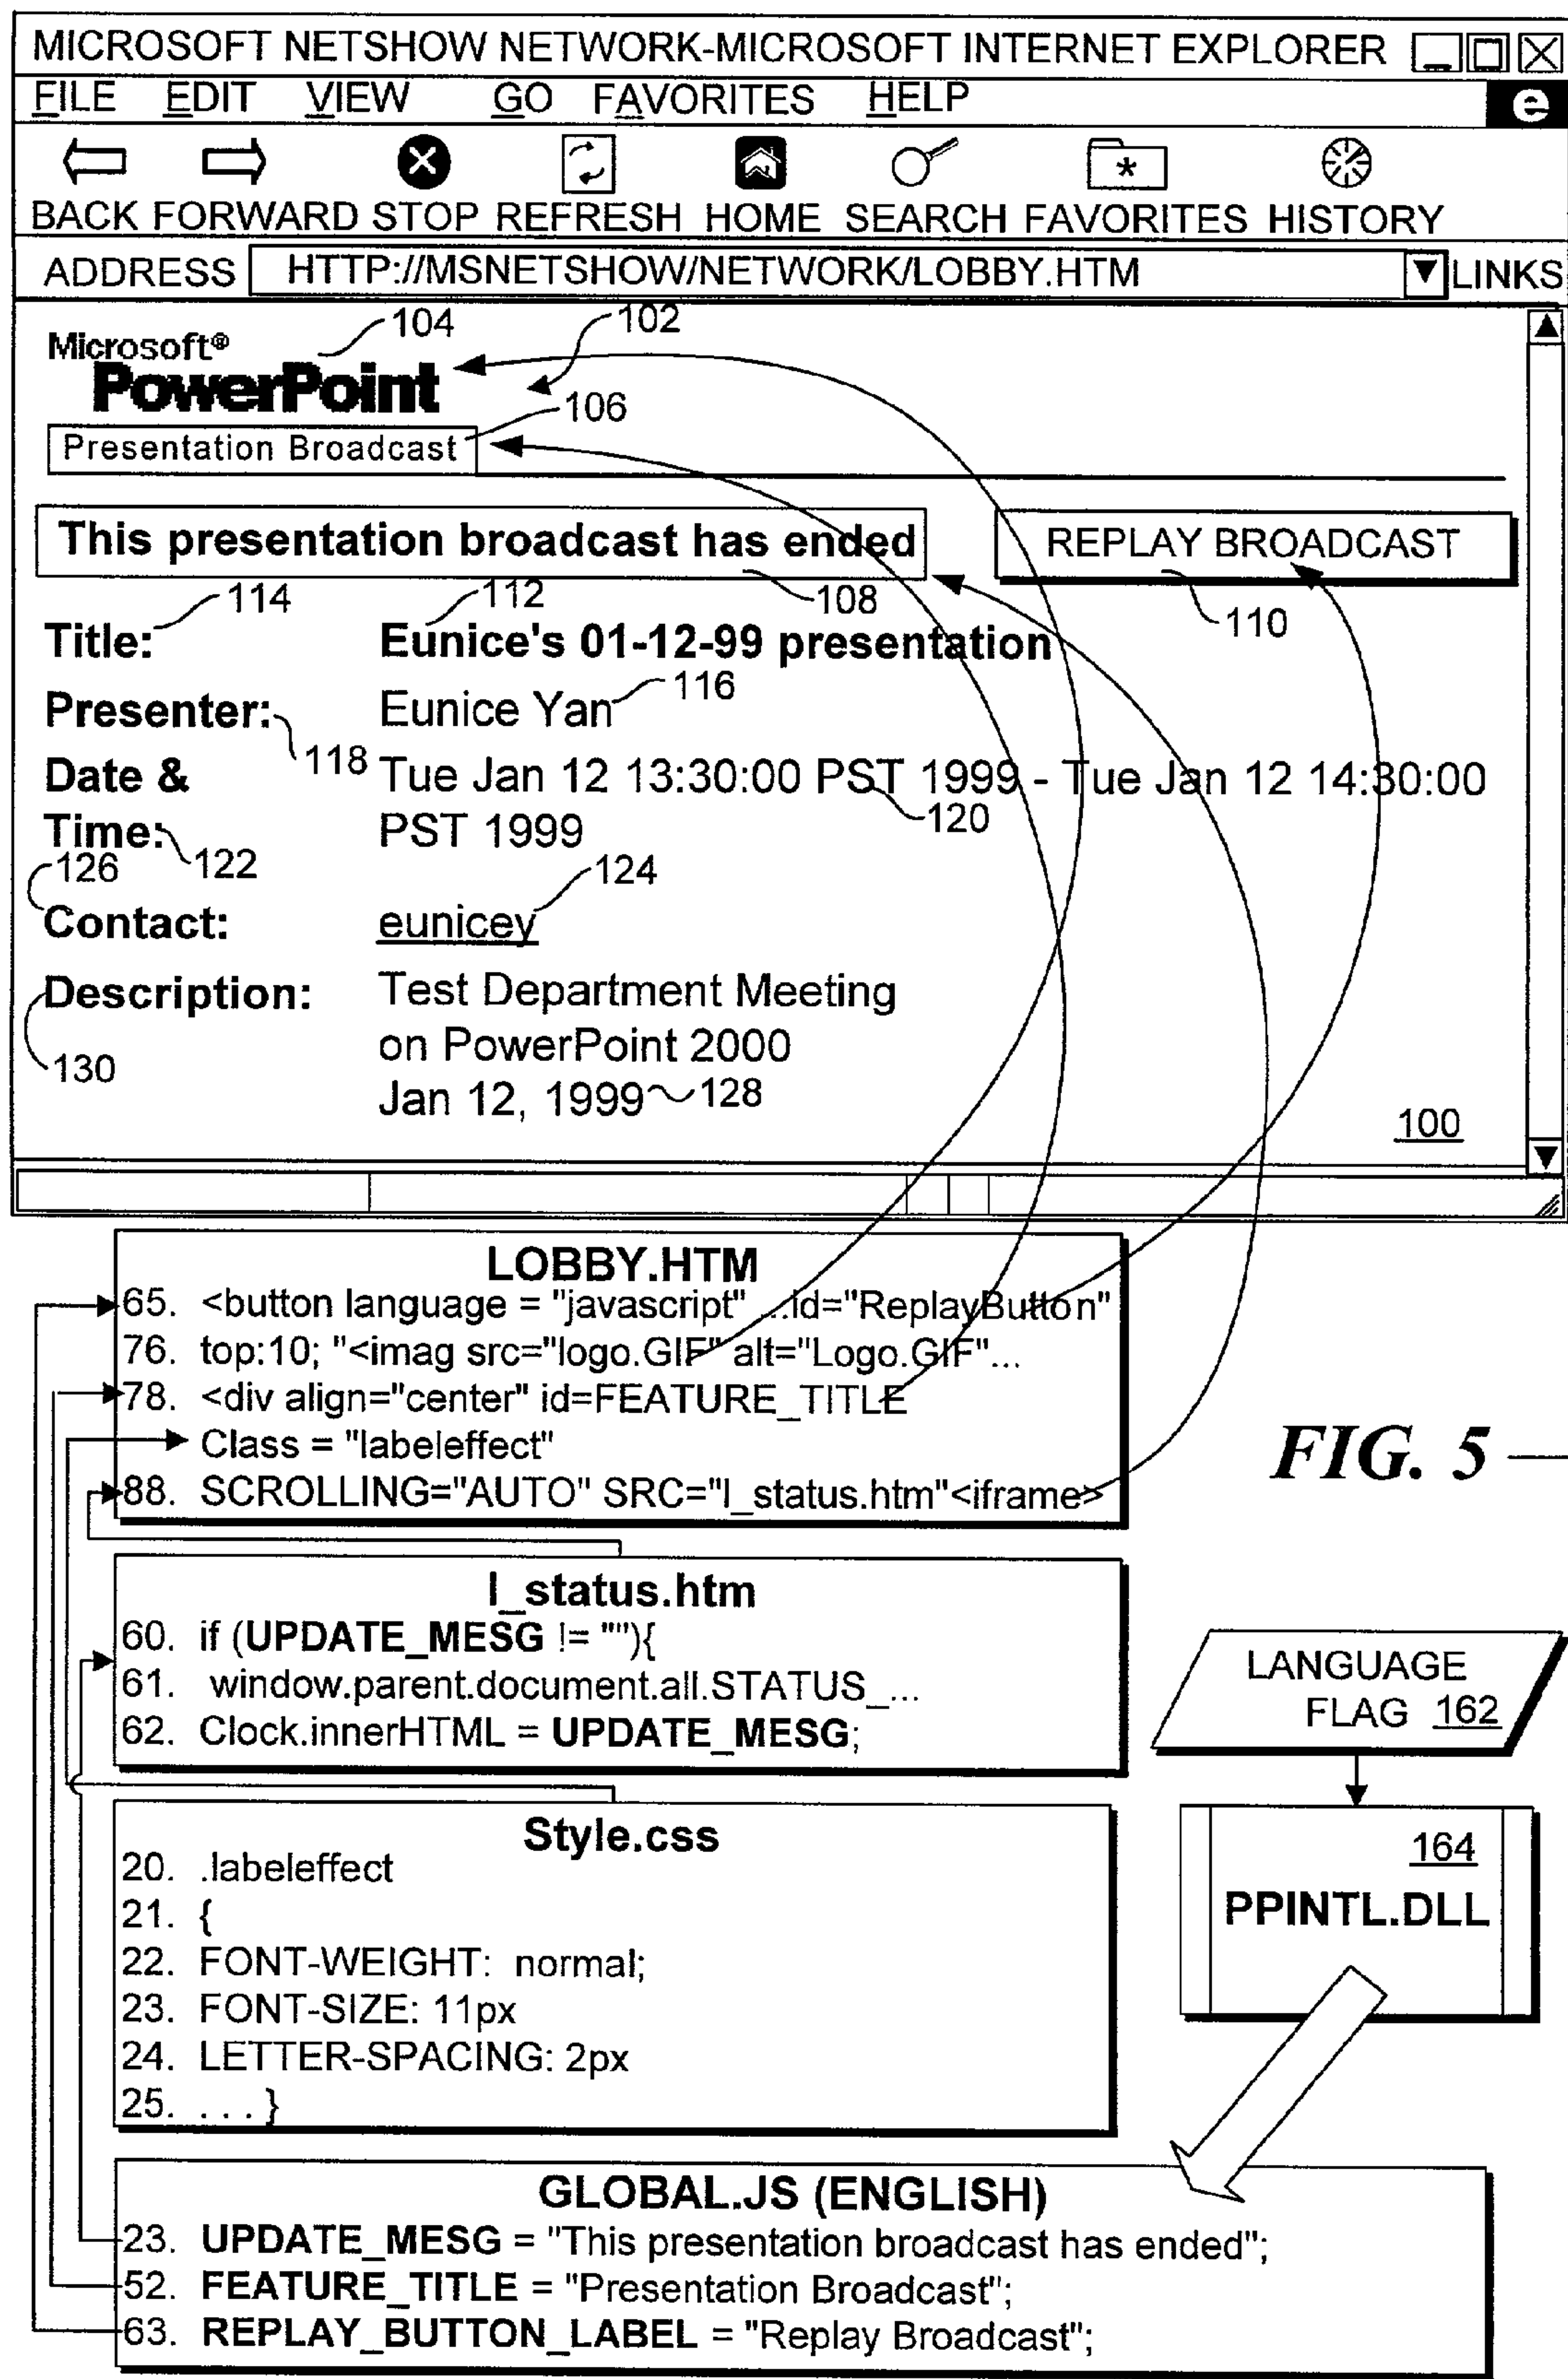 MICROSOFT NETSHOW NETWORK-MICROSOFT INTERNET EXPLORER
FILE EDIT VIEW GO FAVORITES HELP
e
BACK FORWARD STOP REFRESH HOME SEARCH FAVORITES HISTORY
ADDRESS HTTP://MSNETSHOW/NETWORK/LOBBY.HTM LINKS
104 102
Microsoft®
PowerPoint
106
Presentation Broadcast
This presentation broadcast has ended REPLAY BROADCAST
114 112 108 110
Title: Eunice's 01-12-99 presentation
116
Presenter: Eunice Yan
118
Date & Tue Jan 12 13:30:00 PST 1999 - Tue Jan 12 14:30:00
120
Time: PST 1999
126 122 124
Contact: eunicey
Description: Test Department Meeting
on PowerPoint 2000
130
Jan 12, 1999 128
100
LOBBY.HTM
65. <button language = "javascript" ...id="ReplayButton"
76. top:10; "<imag src="logo.GIF" alt="Logo.GIF"...
78. <div align="center" id=FEATURE_TITLE
Class = "labeleffect"
88. SCROLLING="AUTO" SRC="l_status.htm"<iframe>
FIG. 5
l_status.htm
60. if (UPDATE_MESG != ""){
61. window.parent.document.all.STATUS_...
62. Clock.innerHTML = UPDATE_MESG;
LANGUAGE
FLAG 162
Style.css
20. .labeleffect
21. {
22. FONT-WEIGHT: normal;
23. FONT-SIZE: 11px
24. LETTER-SPACING: 2px
25. . . . }
164
PPINTL.DLL
GLOBAL.JS (ENGLISH)
23. UPDATE_MESG = "This presentation broadcast has ended";
52. FEATURE_TITLE = "Presentation Broadcast";
63. REPLAY_BUTTON_LABEL = "Replay Broadcast";